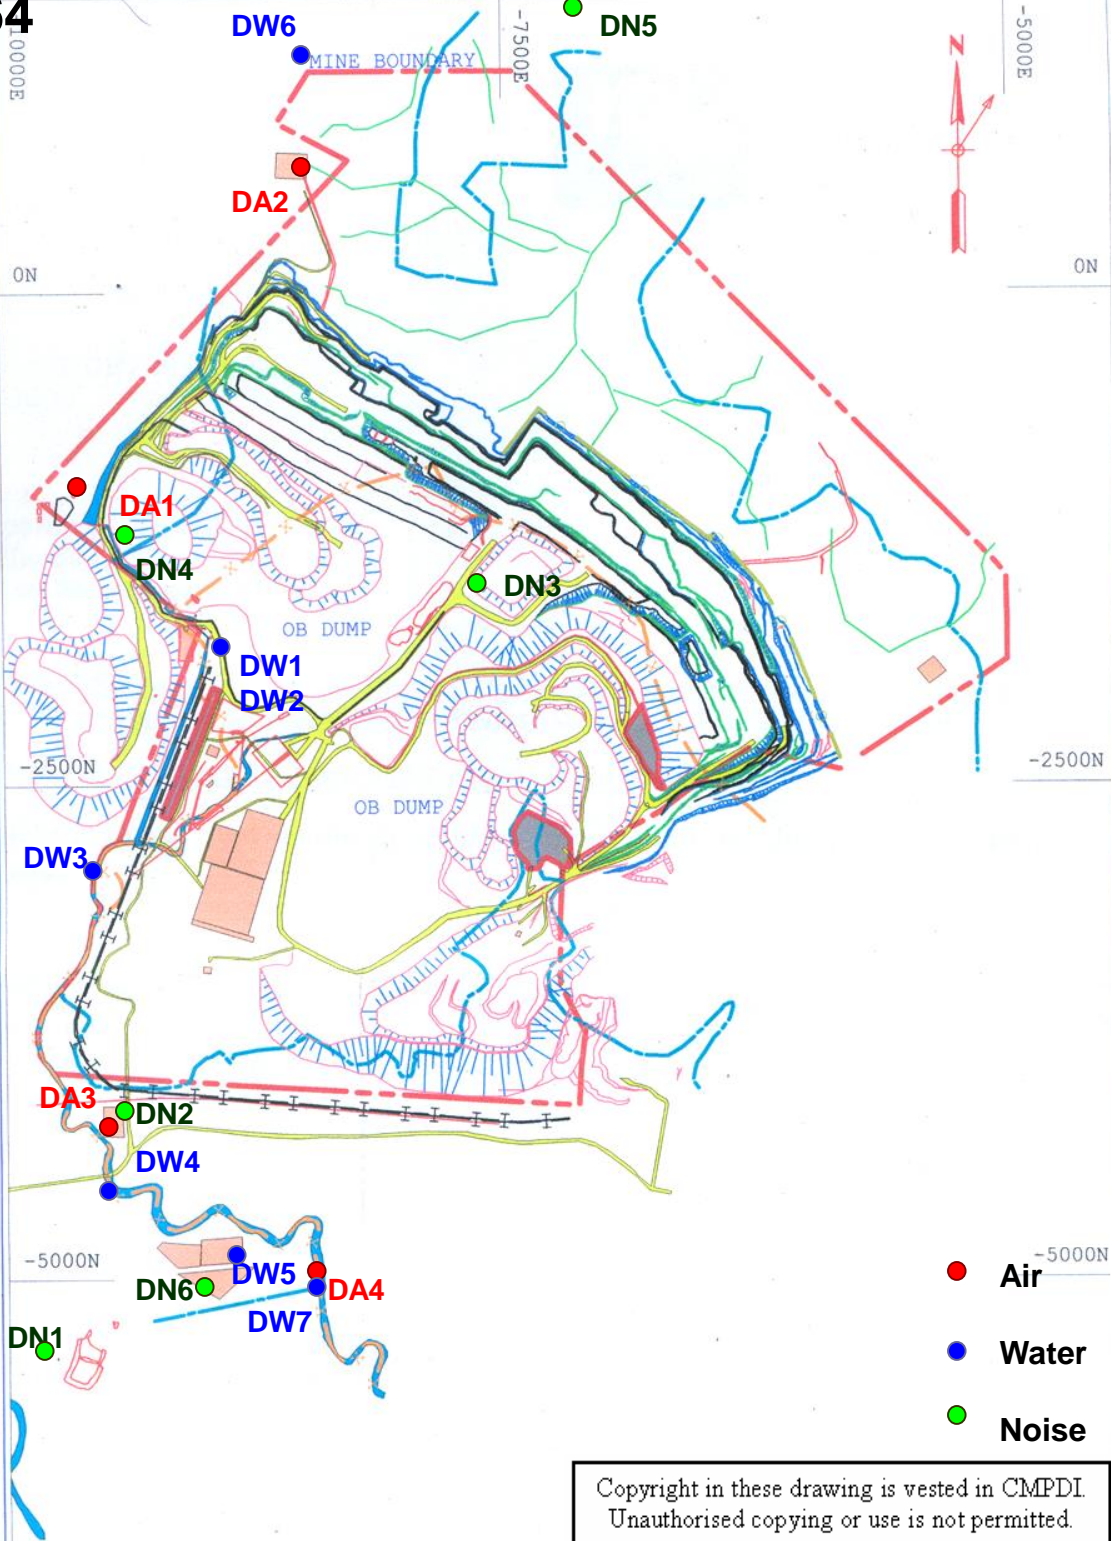 64
-10000E
DW6
-7500E
DN5
-5000E
MINE BOUNDARY
N
DA2
0N
0N
DA1
DN4
DN3
OB DUMP
DW1
DW2
-2500N
-2500N
OB DUMP
DW3
DA3
DN2
DW4
-5000N
-5000N
DW5
DN6
DA4
DW7
DN1
Air
Water
Noise
Copyright in these drawing is vested in CMPDI.
Unauthorised copying or use is not permitted.